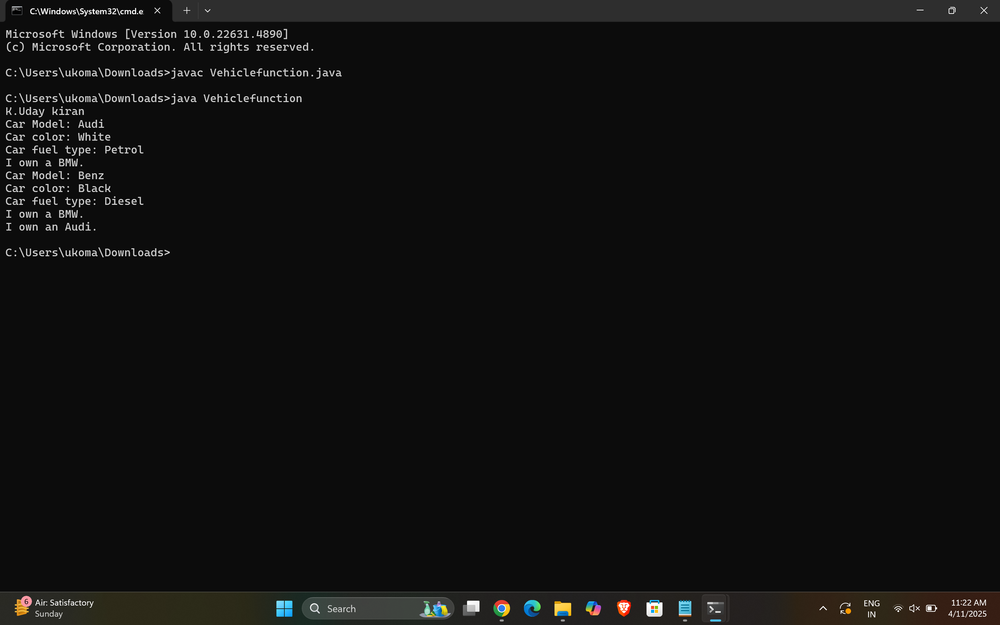 C:\Windows\System32\cmd.e
Microsoft Windows [Version 10.0.22631.4890]
(c) Microsoft Corporation. All rights reserved.
C:\Users\ukoma\Downloads>javac Vehiclefunction.java
C:\Users\ukoma\Downloads>java Vehiclefunction
K.Uday kiran
Car Model: Audi
Car color: White
Car fuel type: Petrol
I own a BMW.
Car Model: Benz
Car color: Black
Car fuel type: Diesel
I own a BMW.
I own an Audi.
C:\Users\ukoma\Downloads>
6
Air: Satisfactory
Sunday
Search
ENG
IN
11:22 AM
4/11/2025